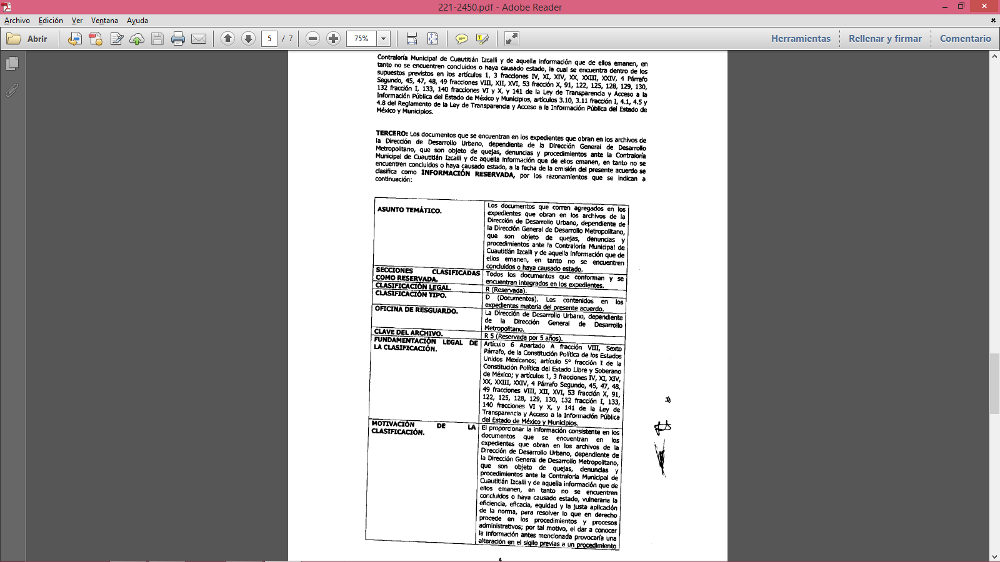 221-2450.pdf - Adobe Reader
Archivo Edición Ver Ventana Ayuda
Abrir 5 / 7 75% Herramientas Rellenar y firmar Comentario
Contraloría Municipal de Cuautitlán Izcalli y de aquella información que de ellos emanen, en
tanto no se encuentren concluidos o haya causado estado, la cual se encuentra dentro de los
supuestos previstos en los artículos 1, 3 fracciones IV, XI, XIV, XX, XXIII, XXIV, 4 Párrafo
Segundo, 45, 47, 48, 49 fracciones VIII, XII, XVI, 53 fracción X, 91, 122, 125, 128, 129, 130,
132 fracción I, 133, 140 fracciones VI y X, y 141 de la Ley de Transparencia y Acceso a la
Información Pública del Estado de México y Municipios, artículos 3.10, 3.11 fracción I, 4.1, 4.5 y
4.8 del Reglamento de la Ley de Transparencia y Acceso a la Información Pública del Estado de
México y Municipios.
TERCERO: Los documentos que se encuentran en los expedientes que obran en los archivos de
la Dirección de Desarrollo Urbano, dependiente de la Dirección General de Desarrollo
Metropolitano, que son objeto de quejas, denuncias y procedimientos ante la Contraloría
Municipal de Cuautitlán Izcalli y de aquella información que de ellos emanen, en tanto no se
encuentren concluidos o haya causado estado, a la fecha de la emisión del presente acuerdo se
clasifica como INFORMACIÓN RESERVADA, por los razonamientos que se indican a
continuación:
ASUNTO TEMÁTICO.
Los documentos que corren agregados en los
expedientes que obran en los archivos de la
Dirección de Desarrollo Urbano, dependiente de
la Dirección General de Desarrollo Metropolitano,
que son objeto de quejas, denuncias y
procedimientos ante la Contraloría Municipal de
Cuautitlán Izcalli y de aquella información que de
ellos emanen, en tanto no se encuentren
concluidos o haya causado estado.
SECCIONES CLASIFICADAS
COMO RESERVADA.
Todos los documentos que conforman y se
encuentran integrados en los expedientes.
CLASIFICACIÓN LEGAL.
R (Reservada).
CLASIFICACIÓN TIPO.
D (Documentos). Los contenidos en los
expedientes materia del presente acuerdo.
OFICINA DE RESGUARDO.
La Dirección de Desarrollo Urbano, dependiente
de la Dirección General de Desarrollo
Metropolitano.
CLAVE DEL ARCHIVO.
R 5 (Reservada por 5 años).
FUNDAMENTACIÓN LEGAL DE
LA CLASIFICACIÓN.
Artículo 6 Apartado A fracción VIII, Sexto
Párrafo, de la Constitución Política de los Estados
Unidos Mexicanos; artículo 5º fracción I de la
Constitución Política del Estado Libre y Soberano
de México; y artículos 1, 3 fracciones IV, XI, XIV,
XX, XXIII, XXIV, 4 Párrafo Segundo, 45, 47, 48,
49 fracciones VIII, XII, XVI, 53 fracción X, 91,
122, 125, 128, 129, 130, 132 fracción I, 133,
140 fracciones VI y X, y 141 de la Ley de
Transparencia y Acceso a la Información Pública
del Estado de México y Municipios.
MOTIVACIÓN DE LA
CLASIFICACIÓN.
El proporcionar la información consistente en los
documentos que se encuentran en los
expedientes que obran en los archivos de la
Dirección de Desarrollo Urbano, dependiente de
la Dirección General de Desarrollo Metropolitano,
que son objeto de quejas, denuncias y
procedimientos ante la Contraloría Municipal de
Cuautitlán Izcalli y de aquella información que de
ellos emanen, en tanto no se encuentren
concluidos o haya causado estado, vulneraría la
eficiencia, eficacia, equidad y la justa aplicación
de la norma, para resolver lo que en derecho
procede en los procedimientos y procesos
administrativos; por tal motivo, el dar a conocer
la información antes mencionada provocaría una
alteración en el sigilo previas a un procedimiento
4